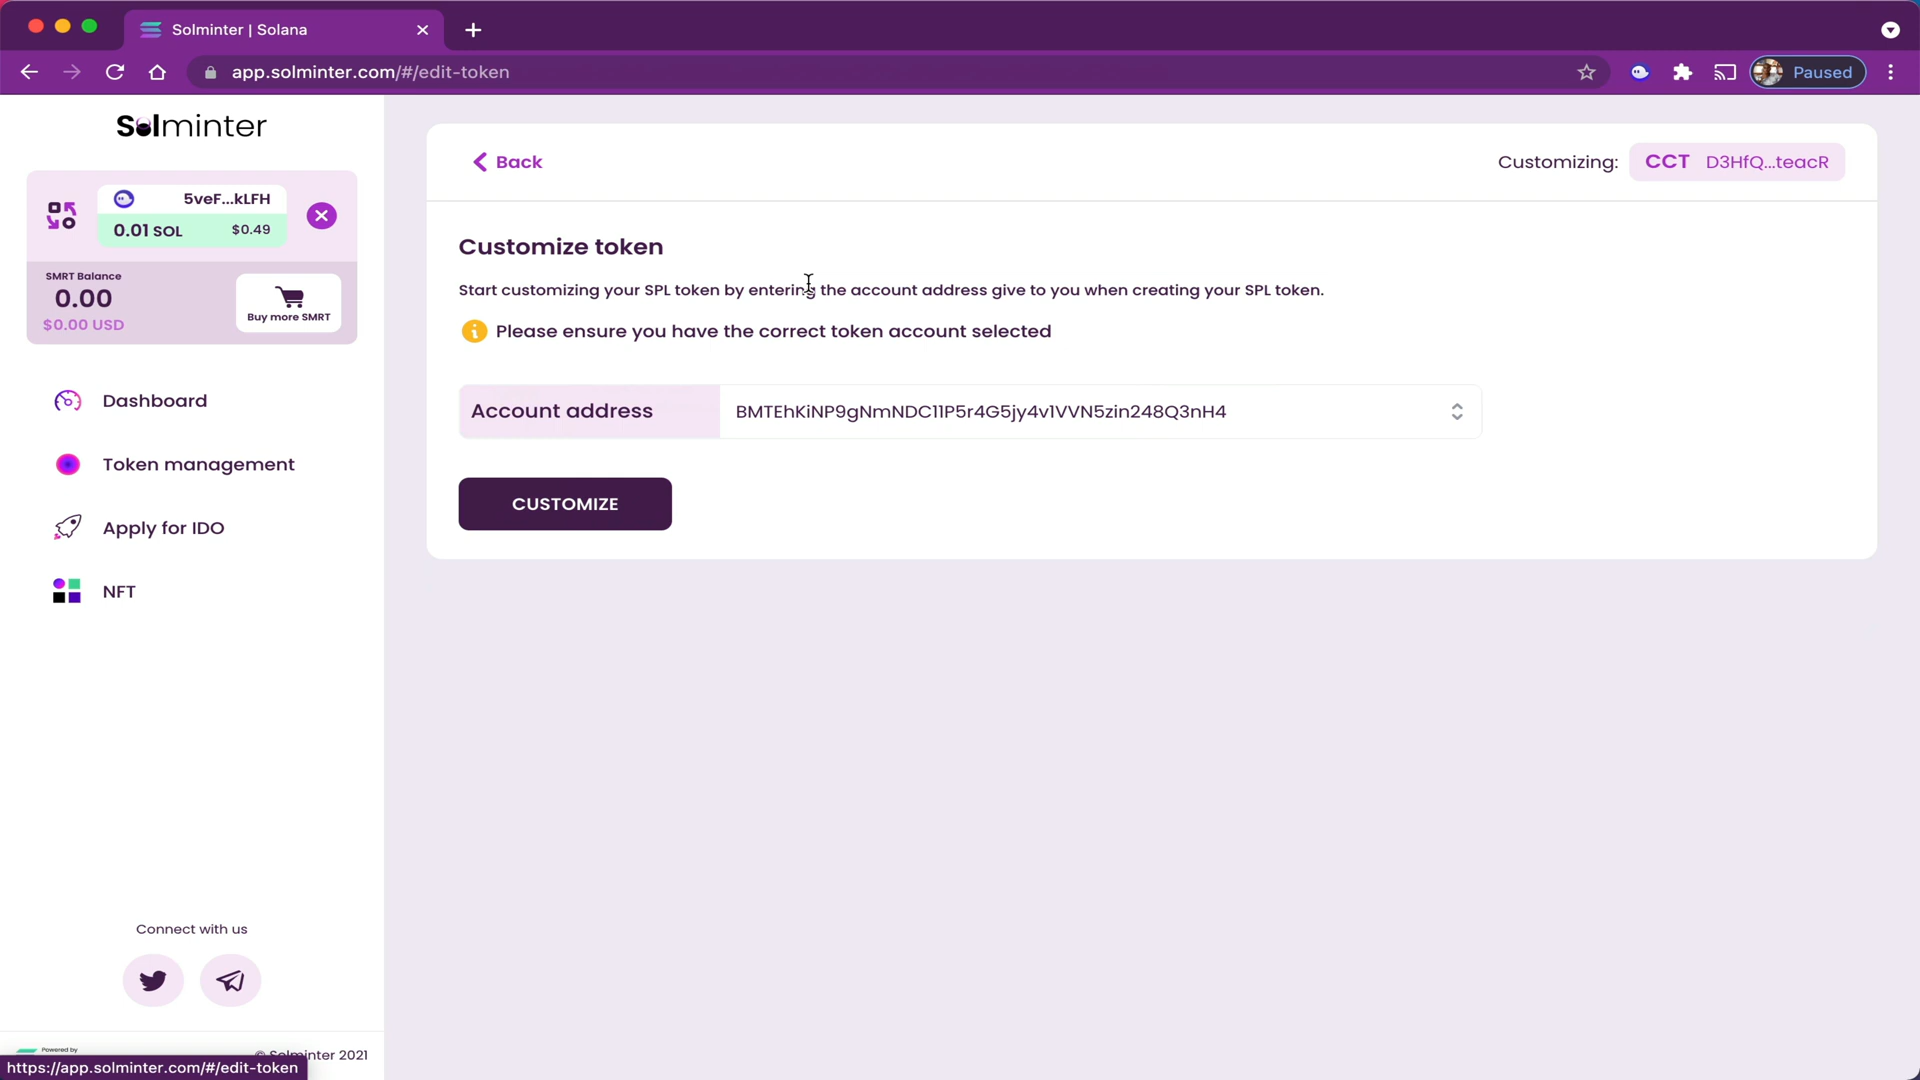 Solminter | Solana
app.solminter.com/#/edit-token
Paused
Solminter
5veF...kLFH
0.01 SOL $0.49
SMRT Balance
0.00
$0.00 USD
Buy more SMRT
Dashboard
Token management
Apply for IDO
NFT
Connect with us
Powered by
© Solminter 2021
https://app.solminter.com/#/edit-token
Back
Customizing: CCT D3HfQ...teacR
Customize token
Start customizing your SPL token by entering the account address give to you when creating your SPL token.
Please ensure you have the correct token account selected
Account address BMTEhKiNP9gNmNDC11P5r4G5jy4v1VVN5zin248Q3nH4
CUSTOMIZE